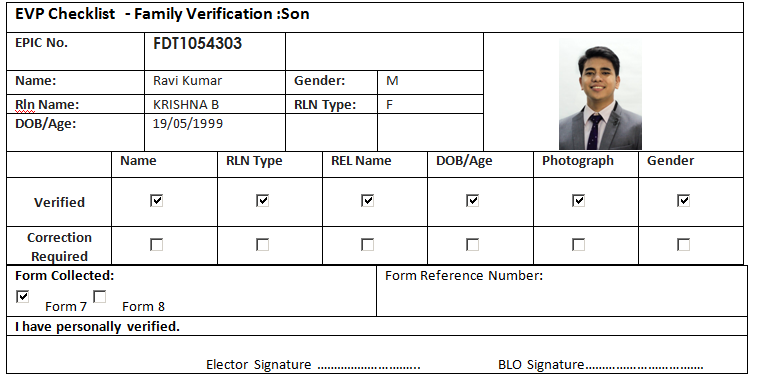 EVP Checklist - Family Verification :Son
EPIC No. FDT1054303
Name: Ravi Kumar Gender: M
Rln Name: KRISHNA B RLN Type: F
DOB/Age: 19/05/1999
Name RLN Type REL Name DOB/Age Photograph Gender
Verified
Correction
Required
Form Collected: Form Reference Number:
Form 7 Form 8
I have personally verified.
Elector Signature ............................... BLO Signature....................................